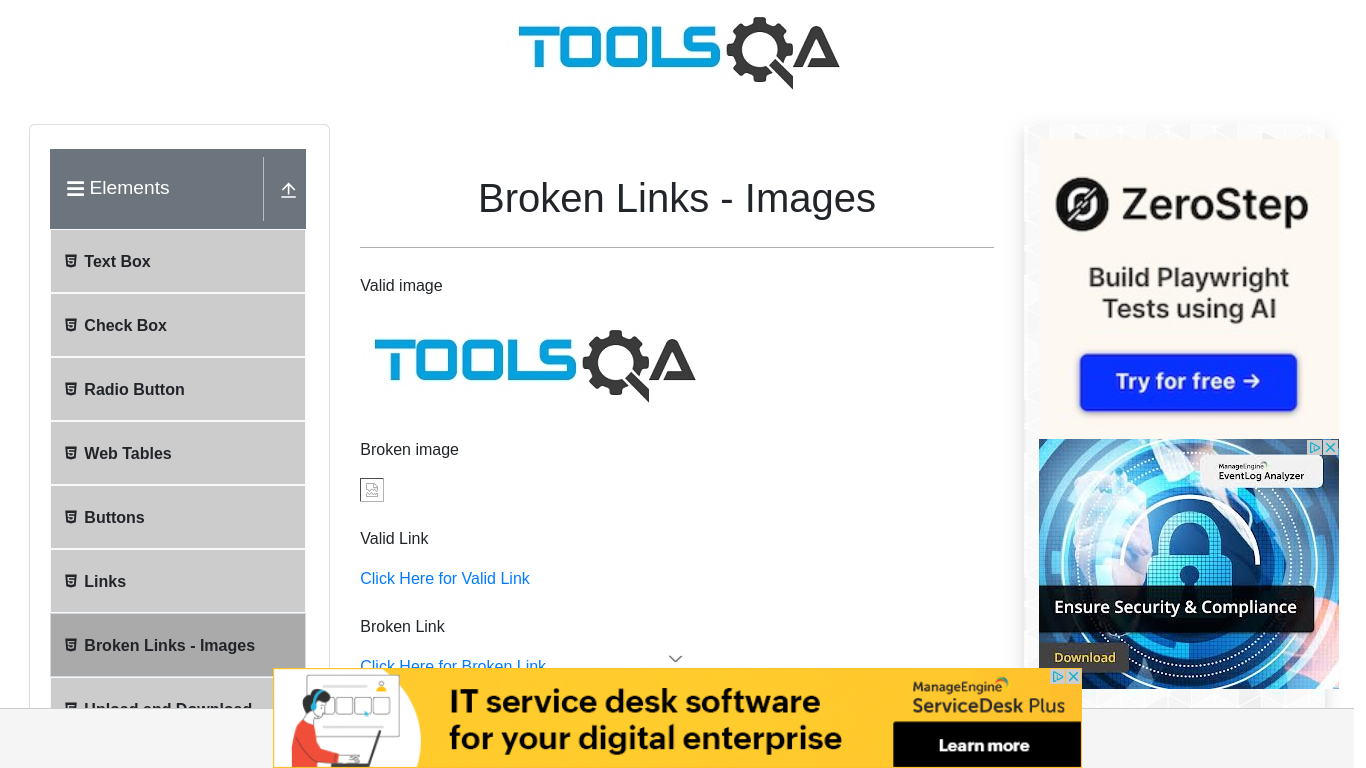 TOOLSQA
Elements
Text Box
Check Box
Radio Button
Web Tables
Buttons
Links
Broken Links - Images
Upload and Download
Broken Links - Images
Valid image
TOOLSQA
Broken image
Valid Link
Click Here for Valid Link
Broken Link
Click Here for Broken Link
ZeroStep
Build Playwright
Tests using AI
Try for free →
ManageEngine
EventLog Analyzer
Ensure Security & Compliance
Download
IT service desk software
for your digital enterprise
ManageEngine
ServiceDesk Plus
Learn more